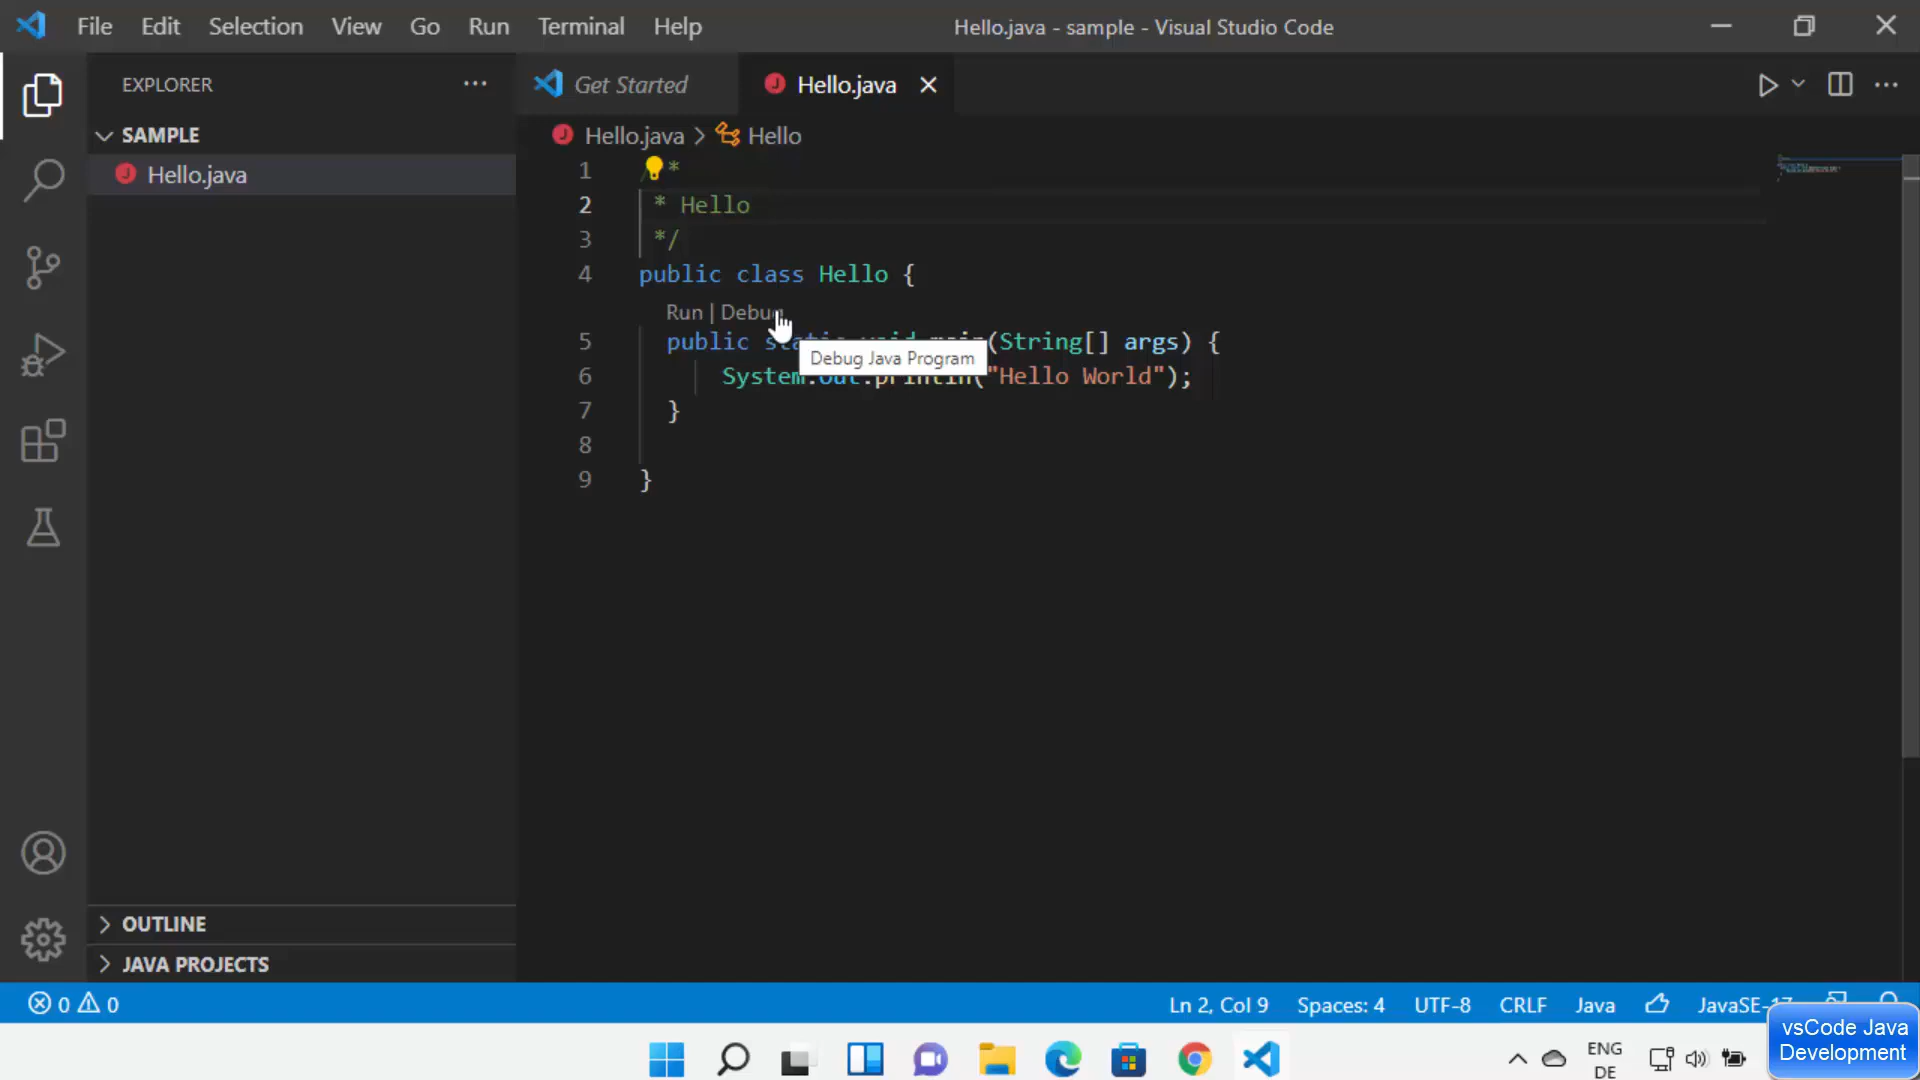 File Edit Selection View Go Run Terminal Help
Hello.java - sample - Visual Studio Code
EXPLORER
SAMPLE
Hello.java
Get Started
Hello.java
Hello.java > Hello
1 *
2 * Hello
3 */
4 public class Hello {
Run | Debug
5 public static void main(String[] args) {
Debug Java Program
6 System.out.println("Hello World");
7 }
8
9 }
OUTLINE
JAVA PROJECTS
0 0
Ln 2, Col 9 Spaces: 4 UTF-8 CRLF Java JavaSE-17
ENG
DE
vsCode Java
Development